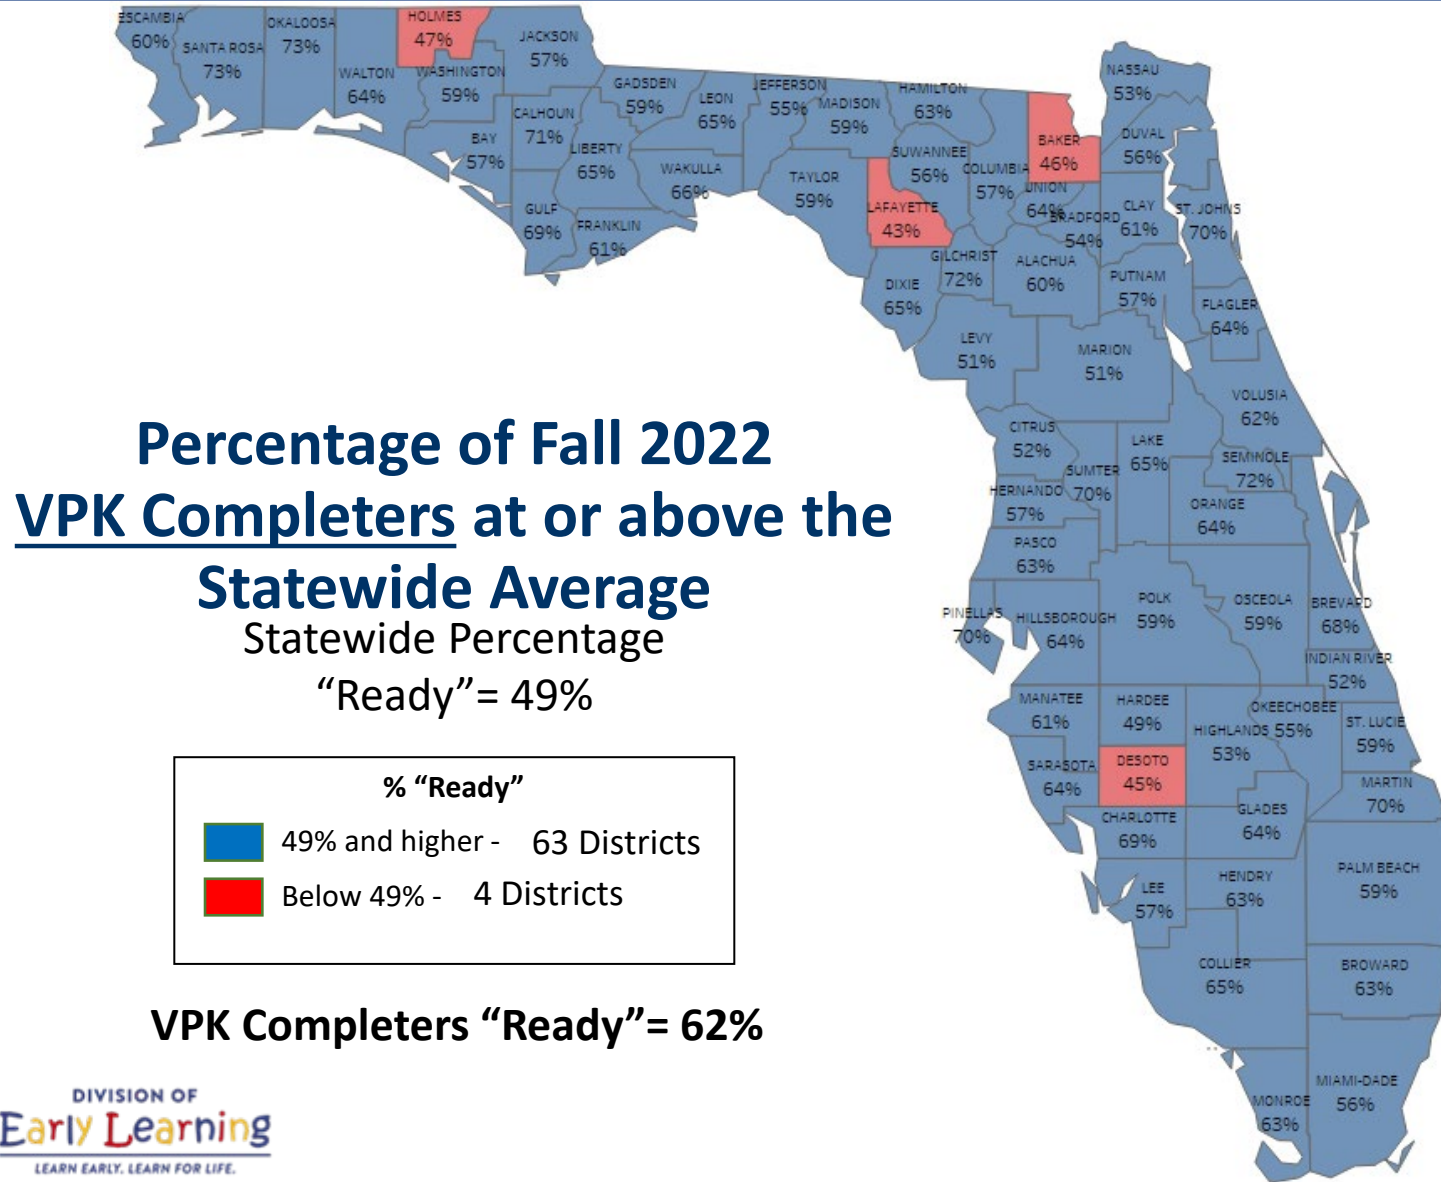 ESCAMBIA
60%
SANTA ROSA
73%
OKALOOSA
73%
WALTON
64%
HOLMES
47%
WASHINGTON
59%
JACKSON
57%
BAY
57%
CALHOUN
71%
GULF
69%
LIBERTY
65%
GADSDEN
59%
FRANKLIN
61%
LEON
65%
WAKULLA
66%
JEFFERSON
55%
MADISON
59%
TAYLOR
59%
HAMILTON
63%
SUWANNEE
56%
LAFAYETTE
43%
COLUMBIA
57%
BAKER
46%
UNION
64%
BRADFORD
54%
NASSAU
53%
DUVAL
56%
CLAY
61%
ST. JOHNS
70%
DIXIE
65%
GILCHRIST
72%
ALACHUA
60%
PUTNAM
57%
FLAGLER
64%
LEVY
51%
MARION
51%
VOLUSIA
62%
CITRUS
52%
SUMTER
70%
LAKE
65%
SEMINOLE
72%
HERNANDO
57%
ORANGE
64%
PASCO
63%
PINELLAS
70%
HILLSBOROUGH
64%
POLK
59%
OSCEOLA
59%
BREVARD
68%
INDIAN RIVER
52%
MANATEE
61%
HARDEE
49%
HIGHLANDS
53%
OKEECHOBEE
55%
ST. LUCIE
59%
SARASOTA
64%
DESOTO
45%
MARTIN
70%
CHARLOTTE
69%
GLADES
64%
LEE
57%
HENDRY
63%
PALM BEACH
59%
COLLIER
65%
BROWARD
63%
MONROE
63%
MIAMI-DADE
56%
Percentage of Fall 2022
VPK Completers at or above the
Statewide Average
Statewide Percentage
“Ready”= 49%
% “Ready”
49% and higher - 63 Districts
Below 49% - 4 Districts
VPK Completers “Ready”= 62%
DIVISION OF
Early Learning
LEARN EARLY. LEARN FOR LIFE.